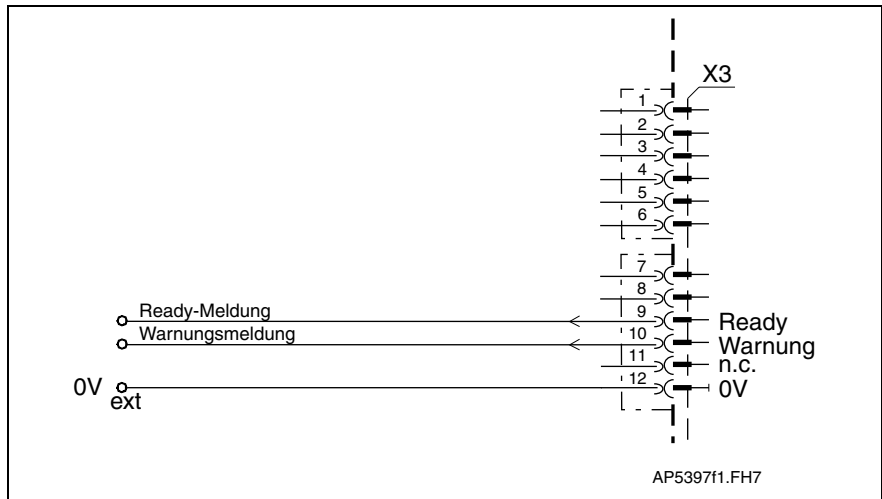 X3
1
2
3
4
5
6
7
8
Ready-Meldung
9
Ready
Warnungsmeldung
10
Warnung
11
n.c.
0V
ext
12
0V
AP5397f1.FH7